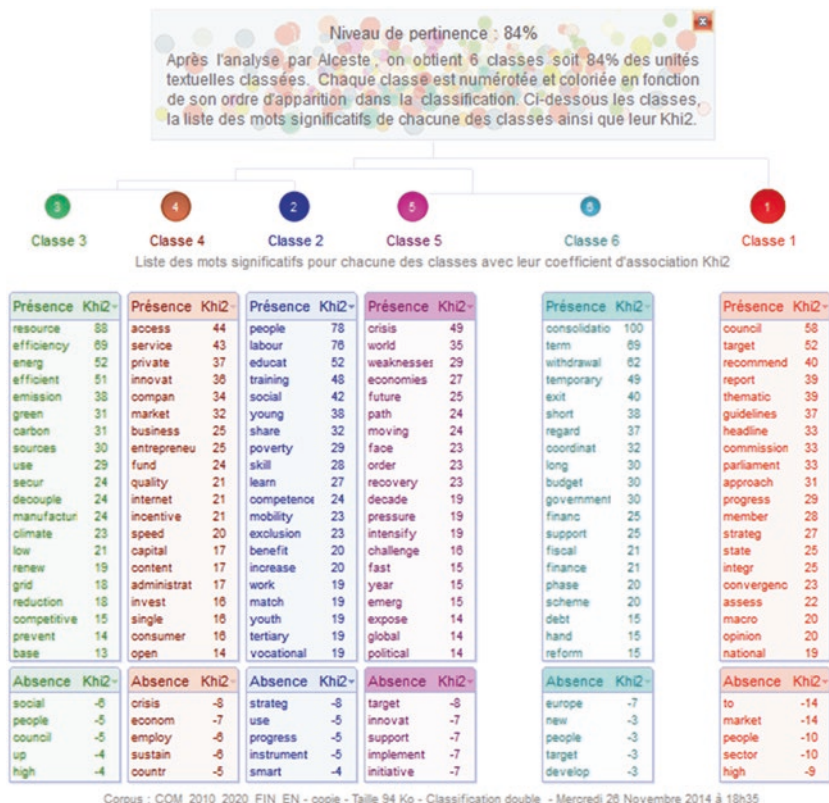 Niveau de pertinence : 84%
Après l'analyse par Alceste , on obtient 6 classes soit 84% des unités
textuelles classées. Chaque classe est numérotée et coloriée en fonction
de son ordre d'apparition dans la classification. Ci-dessous les classes,
la liste des mots significatifs de chacune des classes ainsi que leur Khi2.
3 4 2 5 6 1
Classe 3 Classe 4 Classe 2 Classe 5 Classe 6 Classe 1
Liste des mots significatifs pour chacune des classes avec leur coefficient d'association Khi2
Présence Khi2
resource 88
efficiency 69
energ 52
efficient 51
emission 38
green 31
carbon 31
sources 30
use 29
secur 24
decouple 24
manufacturi 24
climate 23
low 21
renew 19
grid 18
reduction 18
competitive 15
prevent 14
base 13
Absence Khi2
social -6
people -5
council -5
up -4
high -4
Présence Khi2
access 44
service 43
private 37
innovat 36
compan 34
market 32
business 25
entrepreneu 25
fund 24
quality 21
internet 21
incentive 21
speed 20
capital 17
content 17
administrat 17
invest 16
single 16
consumer 16
open 14
Absence Khi2
crisis -8
econom -7
employ -6
sustain -6
countr -5
Présence Khi2
people 78
labour 76
educat 52
training 48
social 42
young 38
share 32
poverty 29
skill 28
learn 27
competence 24
mobility 23
exclusion 23
benefit 20
increase 20
work 19
match 19
youth 19
tertiary 19
vocational 19
Absence Khi2
strateg -8
use -5
progress -5
instrument -5
smart -4
Présence Khi2
crisis 49
world 35
weaknesses 29
economies 27
future 25
path 24
moving 24
face 23
order 23
recovery 23
decade 19
pressure 19
intensify 19
challenge 16
fast 15
year 15
emerg 15
expose 14
global 14
political 14
Absence Khi2
target -8
innovat -7
support -7
implement -7
initiative -7
Présence Khi2
consolidatio 100
term 69
withdrawal 62
temporary 49
exit 40
short 38
regard 37
coordinat 32
long 30
budget 30
government 30
financ 25
support 25
fiscal 21
finance 21
phase 20
scheme 20
debt 15
hand 15
reform 15
Absence Khi2
europe -7
new -3
people -3
target -3
develop -3
Présence Khi2
council 58
target 52
recommend 40
report 39
thematic 39
guidelines 37
headline 33
commission 33
parliament 33
approach 31
progress 29
member 28
strateg 27
state 25
integr 25
convergenc 23
assess 22
macro 20
opinion 20
national 19
Absence Khi2
to -14
market -14
people -10
sector -10
high -9
Corpus : COM_2010_2020_FIN_EN - copie - Taille 94 Ko - Classification double - Mercredi 26 Novembre 2014 à 18h35